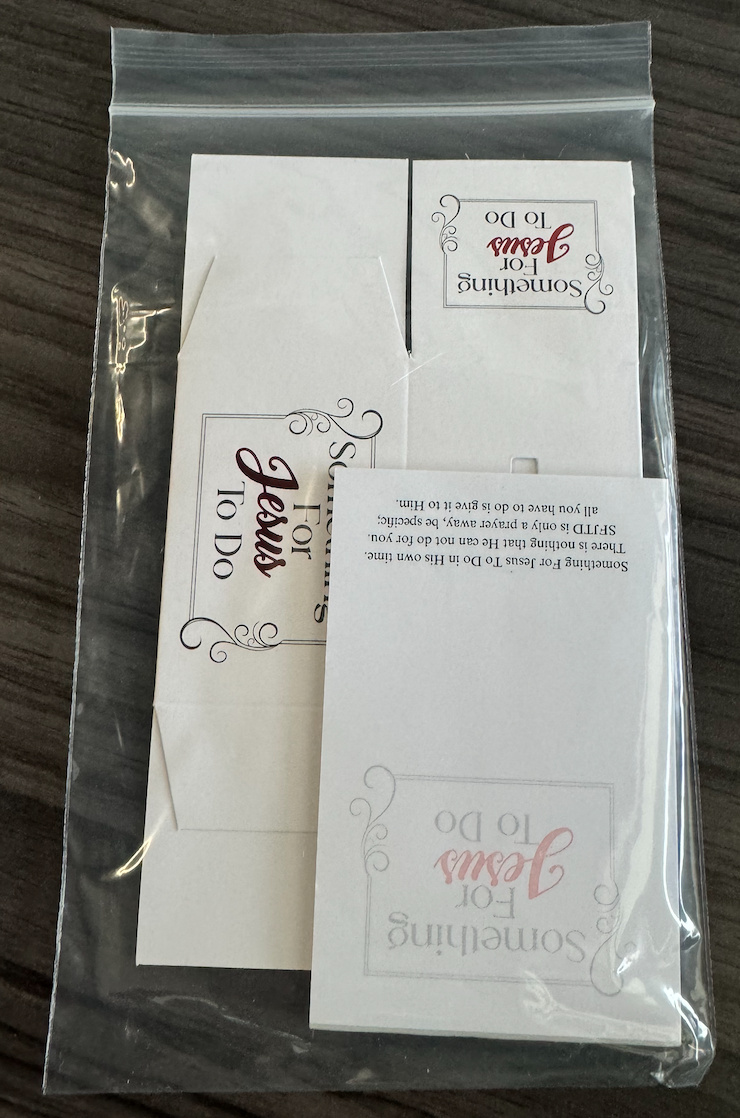 Something
For
Jesus
To Do
Something
For
Jesus
To Do
Something For Jesus To Do in His own time.
There is nothing that He can not do for you.
SFJTD is only a prayer away, be specific;
all you have to do is give it to Him.
Something
For
Jesus
To Do